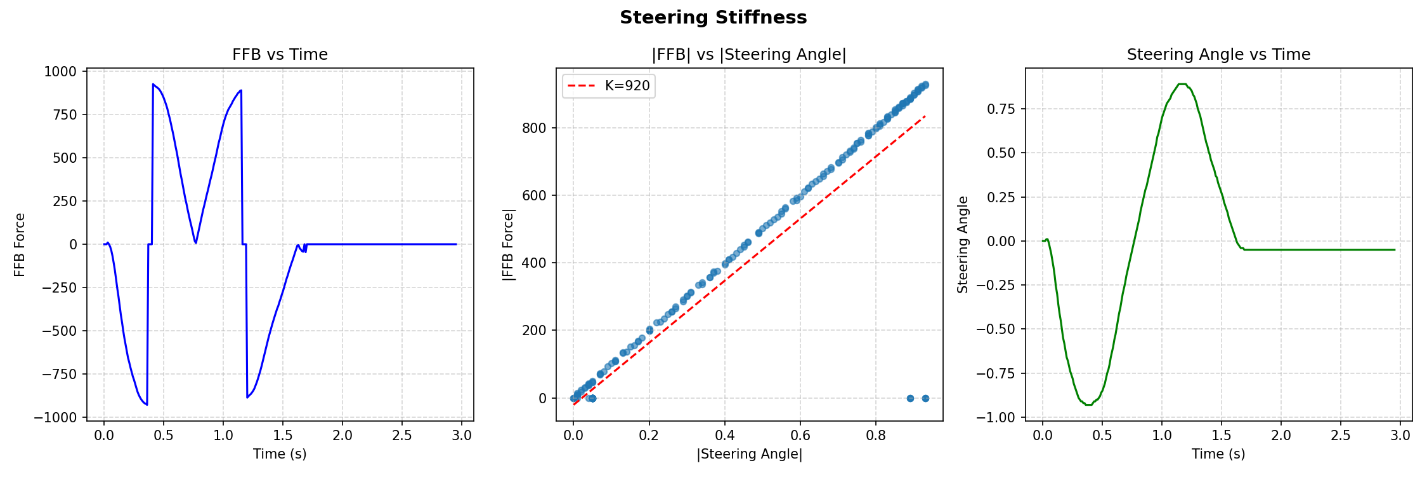 Steering Stiffness
FFB vs Time
1000
750
500
250
0
−250
−500
−750
−1000
FFB Force
0.0 0.5 1.0 1.5 2.0 2.5 3.0
Time (s)
|FFB| vs |Steering Angle|
K=920
800
600
400
200
0
|FFB Force|
0.0 0.2 0.4 0.6 0.8
|Steering Angle|
Steering Angle vs Time
0.75
0.50
0.25
0.00
−0.25
−0.50
−0.75
−1.00
Steering Angle
0.0 0.5 1.0 1.5 2.0 2.5 3.0
Time (s)